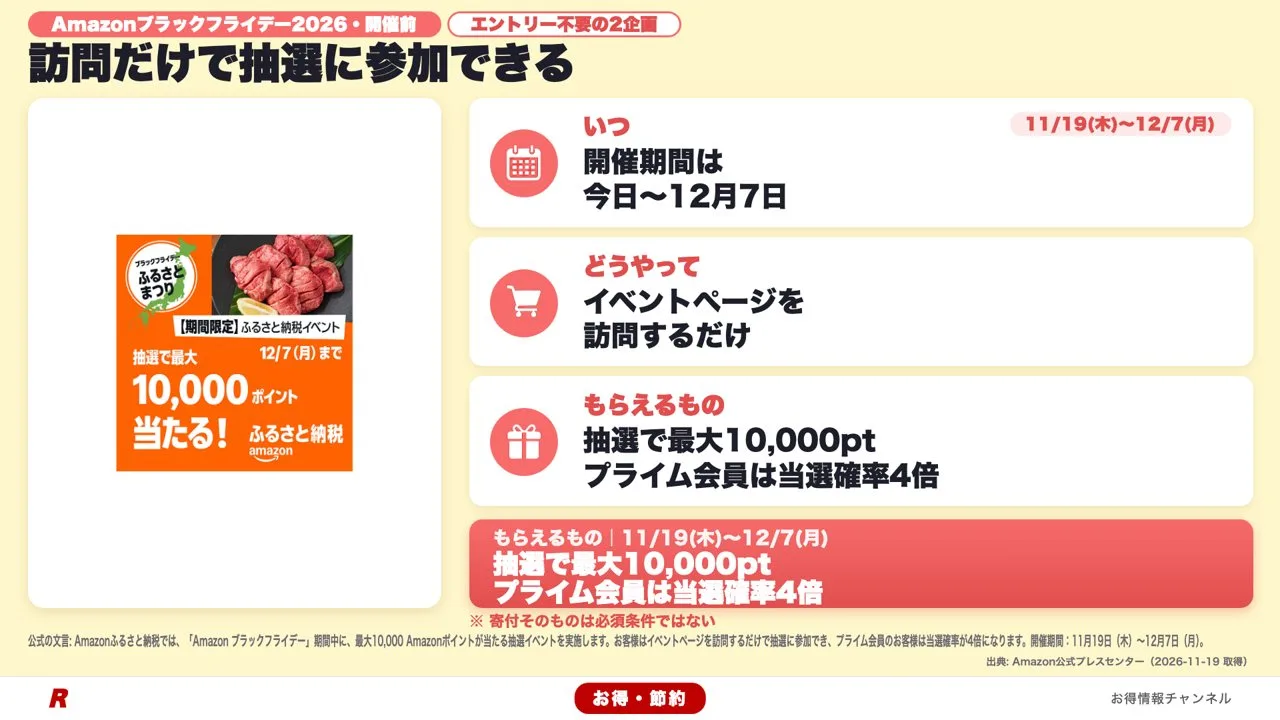 Amazonブラックフライデー2026・開催前
エントリー不要の2企画
訪問だけで抽選に参加できる
ブラックフライデー
ふるさと
まつり
【期間限定】ふるさと納税イベント
抽選で最大
12/7(月)まで
10,000ポイント
当たる!
ふるさと納税
amazon
いつ
11/19(木)〜12/7(月)
開催期間は
今日〜12月7日
どうやって
イベントページを
訪問するだけ
もらえるもの
抽選で最大10,000pt
プライム会員は当選確率4倍
もらえるもの｜11/19(木)〜12/7(月)
抽選で最大10,000pt
プライム会員は当選確率4倍
※ 寄付そのものは必須条件ではない
公式の文言: Amazonふるさと納税では、「Amazon ブラックフライデー」期間中に、最大10,000 Amazonポイントが当たる抽選イベントを実施します。お客様はイベントページを訪問するだけで抽選に参加でき、プライム会員のお客様は当選確率が4倍になります。開催期間：11月19日（木）〜12月7日（月）。
出典: Amazon公式プレスセンター（2026-11-19 取得）
R
お得・節約
お得情報チャンネル